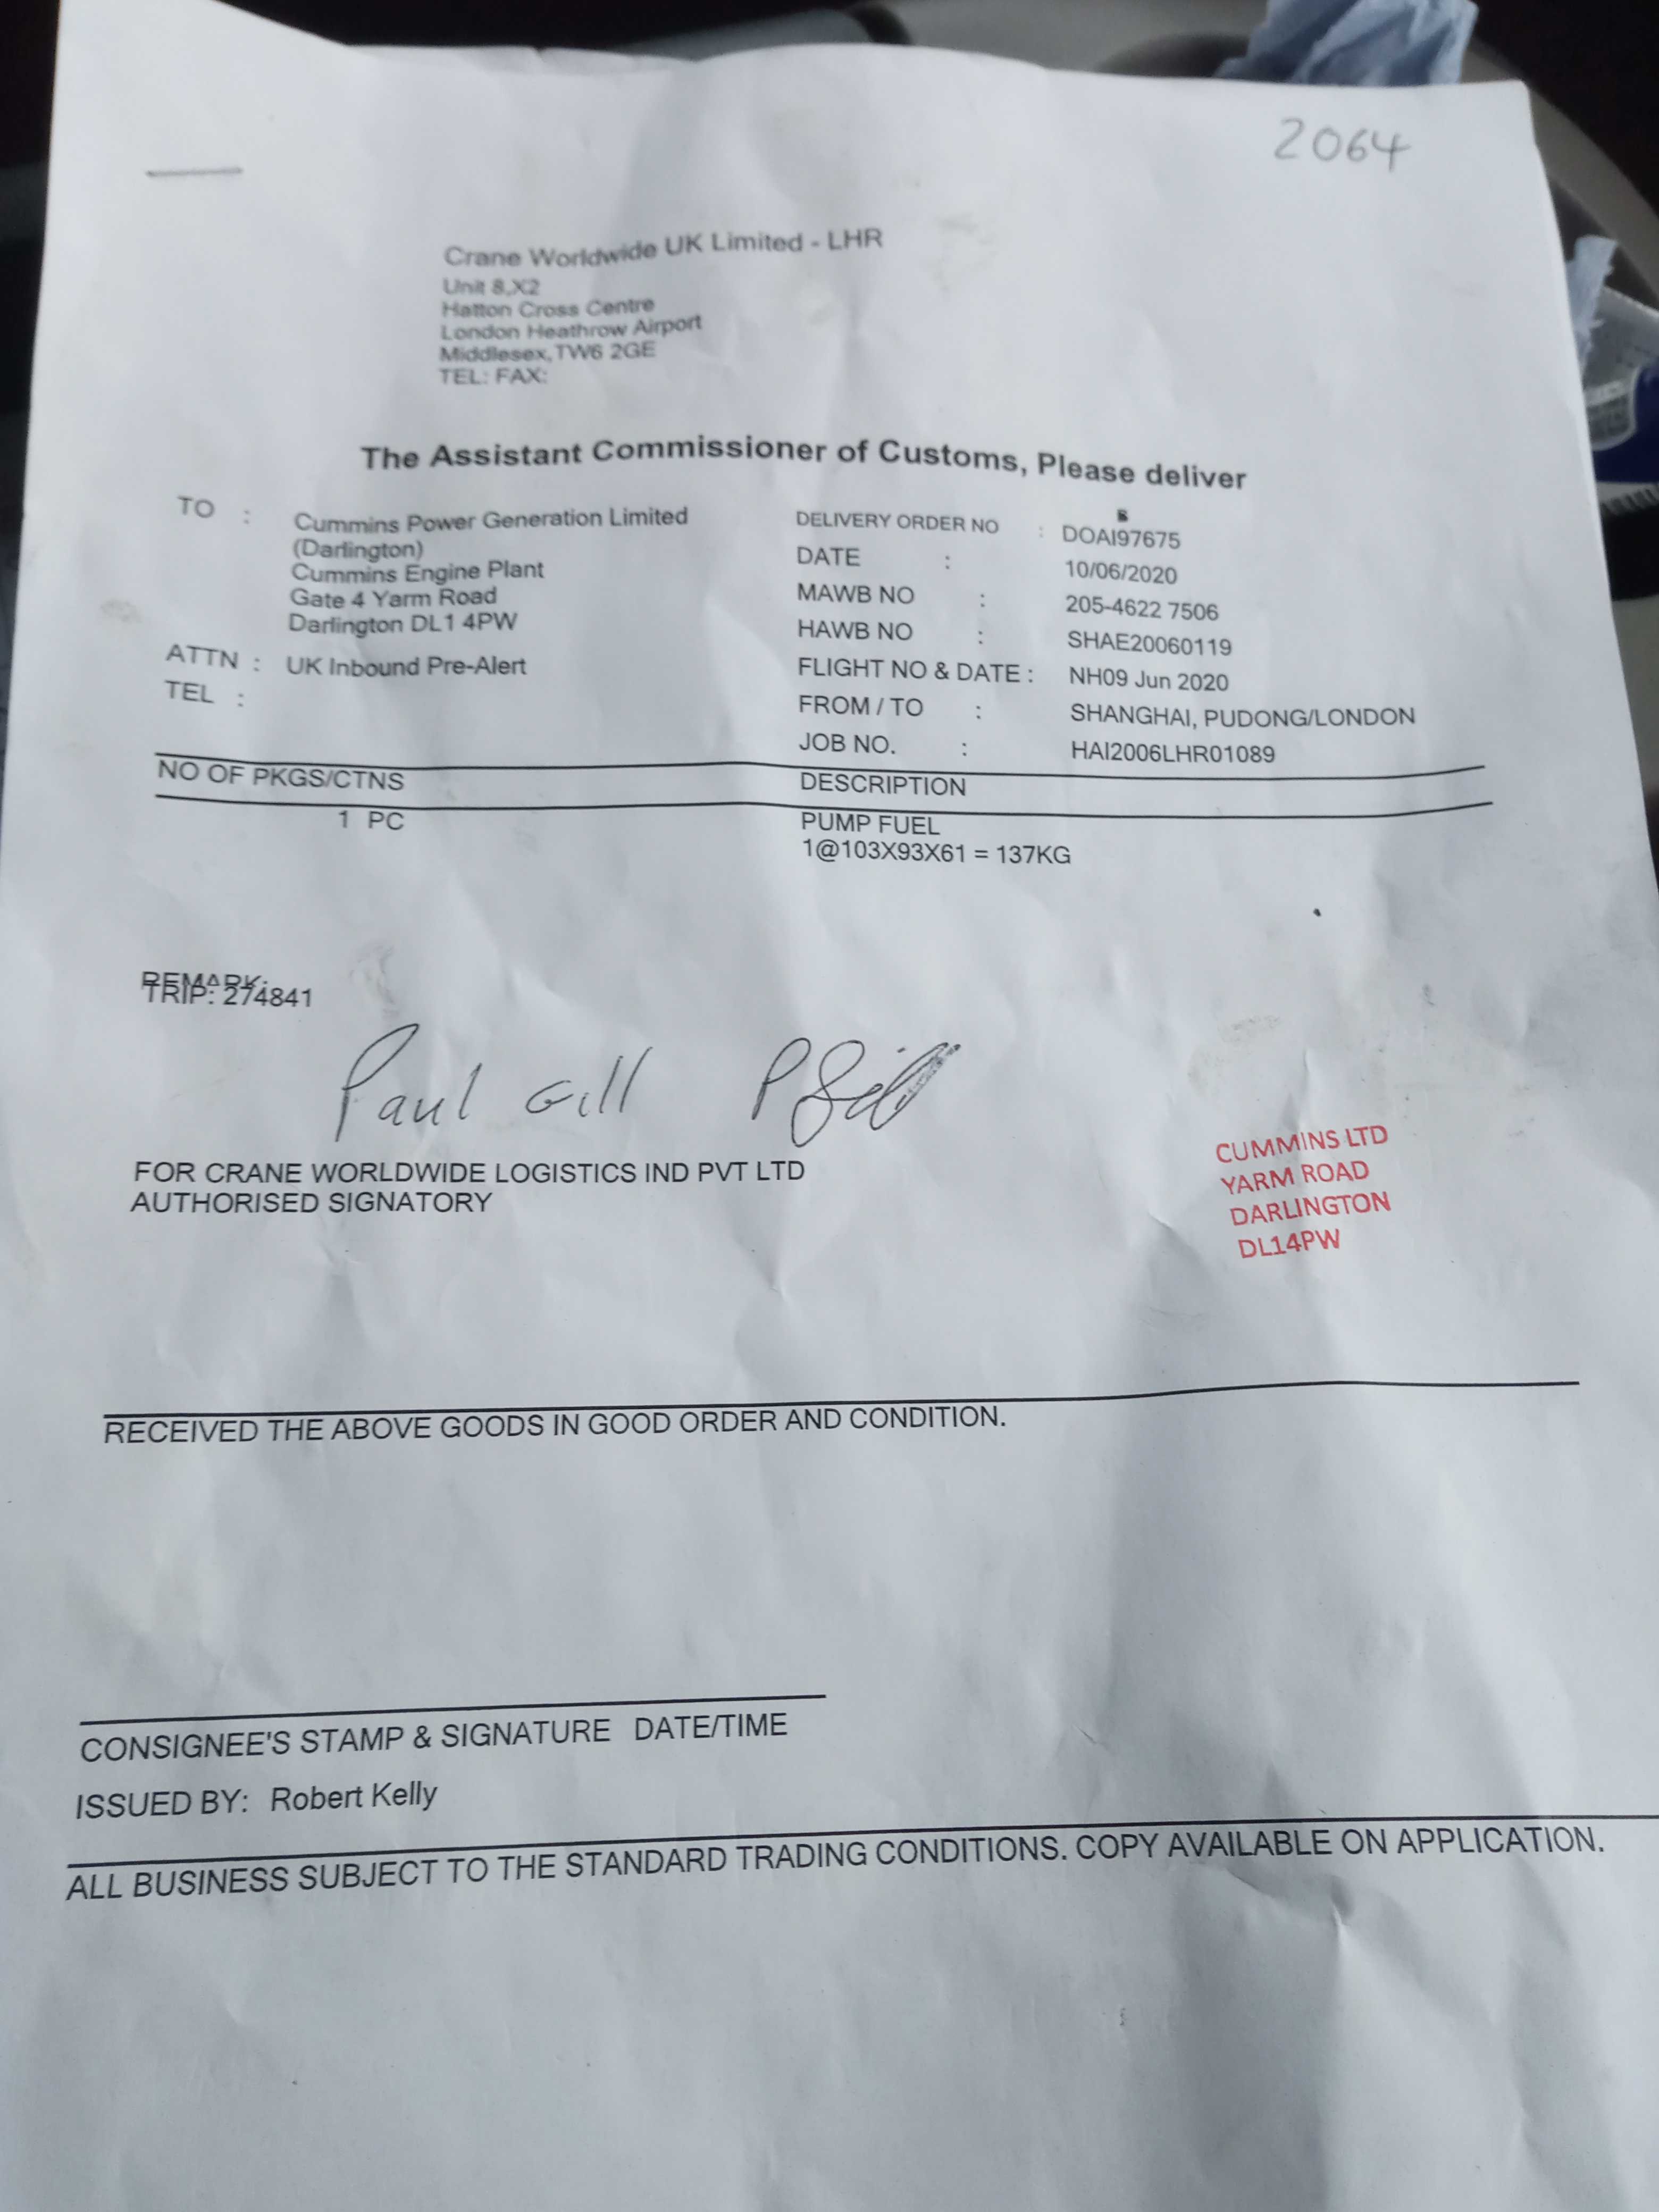 2064
Crane Worldwide UK Limited - LHR
Unit 8,X2
Hatton Cross Centre
London Heathrow Airport
Middlesex,TW6 2GE
TEL: FAX:
The Assistant Commissioner of Customs, Please deliver
TO : Cummins Power Generation Limited
(Darlington)
Cummins Engine Plant
Gate 4 Yarm Road
Darlington DL1 4PW
ATTN : UK Inbound Pre-Alert
TEL :
DELIVERY ORDER NO : DOAI97675
DATE : 10/06/2020
MAWB NO : 205-4622 7506
HAWB NO : SHAE20060119
FLIGHT NO & DATE : NH09 Jun 2020
FROM / TO : SHANGHAI, PUDONG/LONDON
JOB NO. : HAI2006LHR01089
NO OF PKGS/CTNS DESCRIPTION
1 PC PUMP FUEL
1@103X93X61 = 137KG
REMARK:
TRIP: 274841
Paul Gill PGill
FOR CRANE WORLDWIDE LOGISTICS IND PVT LTD
AUTHORISED SIGNATORY
CUMMINS LTD
YARM ROAD
DARLINGTON
DL14PW
RECEIVED THE ABOVE GOODS IN GOOD ORDER AND CONDITION.
CONSIGNEE'S STAMP & SIGNATURE DATE/TIME
ISSUED BY: Robert Kelly
ALL BUSINESS SUBJECT TO THE STANDARD TRADING CONDITIONS. COPY AVAILABLE ON APPLICATION.